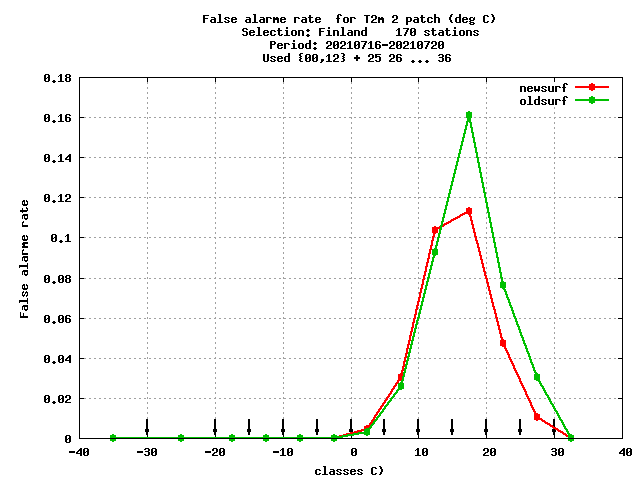 False alarme rate  for T2m 2 patch (deg C)
Selection: Finland    170 stations
Period: 20210716-20210720
Used {00,12} + 25 26 ... 36
newsurf
oldsurf
0.18
0.16
0.14
0.12
0.1
0.08
0.06
0.04
0.02
0
False alarme rate
-40 -30 -20 -10 0 10 20 30 40
classes C)